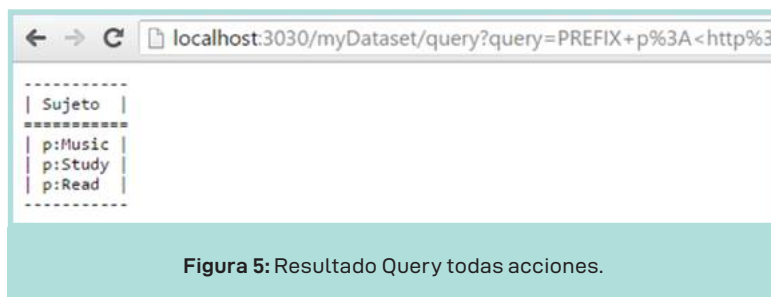 localhost:3030/myDataset/query?query=PREFIX+p%3A<http%3
-----------
| Sujeto  |
===========
| p:Music |
| p:Study |
| p:Read  |
-----------
Figura 5: Resultado Query todas acciones.